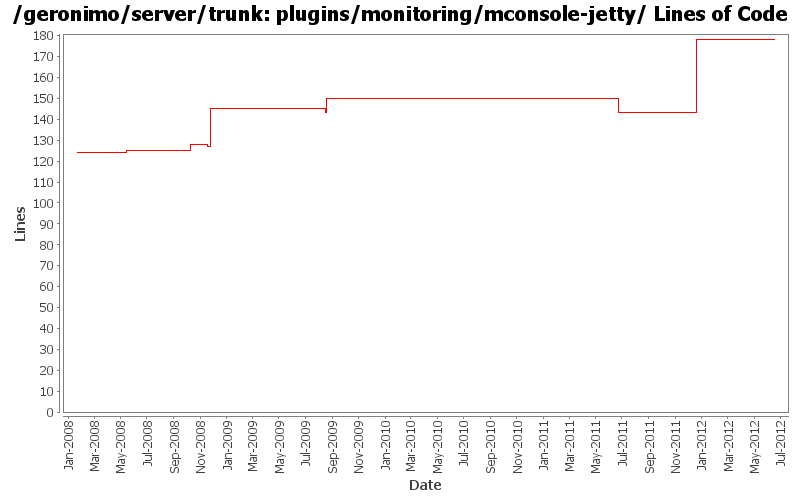 /geronimo/server/trunk: plugins/monitoring/mconsole-jetty/ Lines of Code
180
170
160
150
140
130
120
110
100
90
80
70
60
50
40
30
20
10
0
Lines
Jan-2008
Mar-2008
May-2008
Jul-2008
Sep-2008
Nov-2008
Jan-2009
Mar-2009
May-2009
Jul-2009
Sep-2009
Nov-2009
Jan-2010
Mar-2010
May-2010
Jul-2010
Sep-2010
Nov-2010
Jan-2011
Mar-2011
May-2011
Jul-2011
Sep-2011
Nov-2011
Jan-2012
Mar-2012
May-2012
Jul-2012
Date